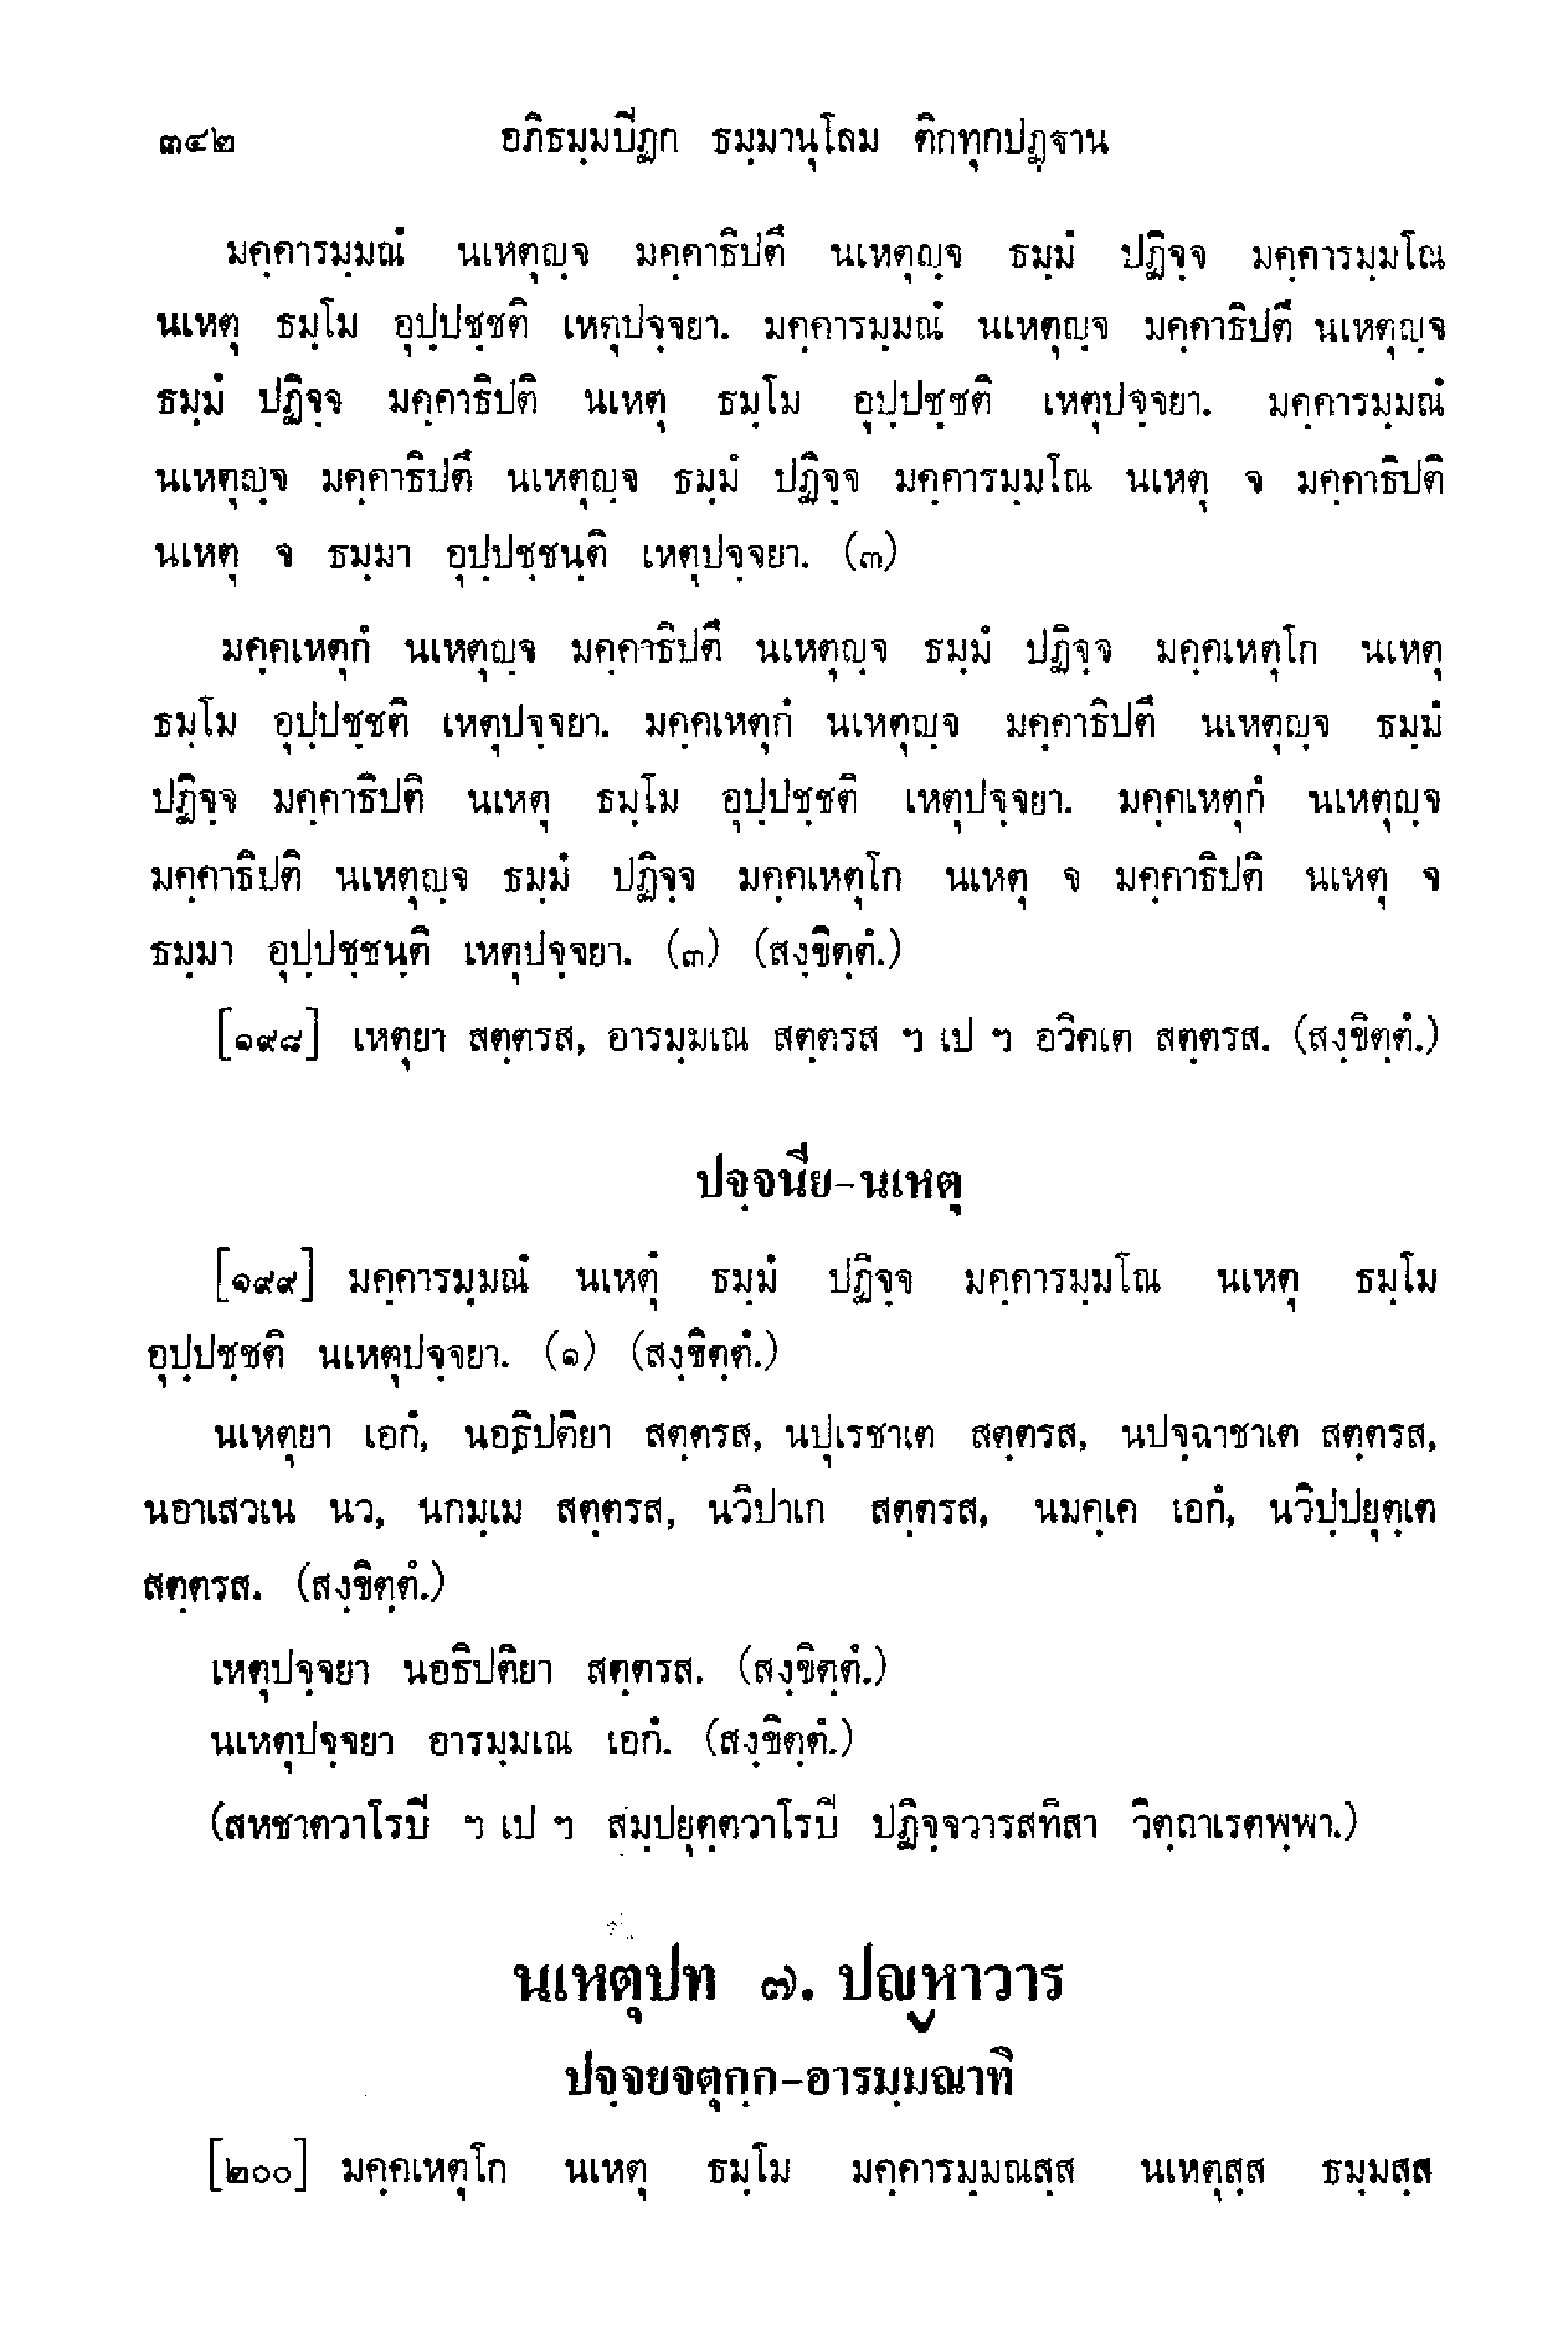 ๓๔๒ อภิธมฺมปิฏก ธมฺมานุโลม ติกทุกปฏฺฐาน
มคฺคารมฺมณํ นเหตุญฺจ มคฺคาธิปตึ นเหตุญฺจ ธมฺมํ ปฏิจฺจ มคฺคารมฺมโณ
นเหตุ ธมฺโม อุปฺปชฺชติ เหตุปจฺจยา. มคฺคารมฺมณํ นเหตุญฺจ มคฺคาธิปตึ นเหตุญฺจ
ธมฺมํ ปฏิจฺจ มคฺคาธิปติ นเหตุ ธมฺโม อุปฺปชฺชติ เหตุปจฺจยา. มคฺคารมฺมณํ
นเหตุญฺจ มคฺคาธิปตึ นเหตุญฺจ ธมฺมํ ปฏิจฺจ มคฺคารมฺมโณ นเหตุ จ มคฺคาธิปติ
นเหตุ จ ธมฺมา อุปฺปชฺชนฺติ เหตุปจฺจยา. (๓)
มคฺคเหตุกํ นเหตุญฺจ มคฺคาธิปตึ นเหตุญฺจ ธมฺมํ ปฏิจฺจ มคฺคเหตุโก นเหตุ
ธมฺโม อุปฺปชฺชติ เหตุปจฺจยา. มคฺคเหตุกํ นเหตุญฺจ มคฺคาธิปตึ นเหตุญฺจ ธมฺมํ
ปฏิจฺจ มคฺคาธิปติ นเหตุ ธมฺโม อุปฺปชฺชติ เหตุปจฺจยา. มคฺคเหตุกํ นเหตุญฺจ
มคฺคาธิปติ นเหตุญฺจ ธมฺมํ ปฏิจฺจ มคฺคเหตุโก นเหตุ จ มคฺคาธิปติ นเหตุ จ
ธมฺมา อุปฺปชฺชนฺติ เหตุปจฺจยา. (๓) (สงฺขิตฺตํ.)
[๑๙๘] เหตุยา สตฺตรส, อารมฺมเณ สตฺตรส ฯ เป ฯ อวิคเต สตฺตรส. (สงฺขิตฺตํ.)
ปจฺจนีย-นเหตุ
[๑๙๙] มคฺคารมฺมณํ นเหตุํ ธมฺมํ ปฏิจฺจ มคฺคารมฺมโณ นเหตุ ธมฺโม
อุปฺปชฺชติ นเหตุปจฺจยา. (๑) (สงฺขิตฺตํ.)
นเหตุยา เอกํ, นอธิปติยา สตฺตรส, นปุเรชาเต สตฺตรส, นปจฺฉาชาเต สตฺตรส,
นอาเสวเน นว, นกมฺเม สตฺตรส, นวิปาเก สตฺตรส, นมคฺเค เอกํ, นวิปฺปยุตฺเต
สตฺตรส. (สงฺขิตฺตํ.)
เหตุปจฺจยา นอธิปติยา สตฺตรส. (สงฺขิตฺตํ.)
นเหตุปจฺจยา อารมฺมเณ เอกํ. (สงฺขิตฺตํ.)
(สหชาตวาโรปิ ฯ เป ฯ สมฺปยุตฺตวาโรปิ ปฏิจฺจวารสทิสา วิตฺถาเรตพฺพา.)
นเหตุปท ๗. ปญฺหาวาร
ปจฺจยจตุกฺก-อารมฺมณาทิ
[๒๐๐] มคฺคเหตุโก นเหตุ ธมฺโม มคฺคารมฺมณสฺส นเหตุสฺส ธมฺมสฺส